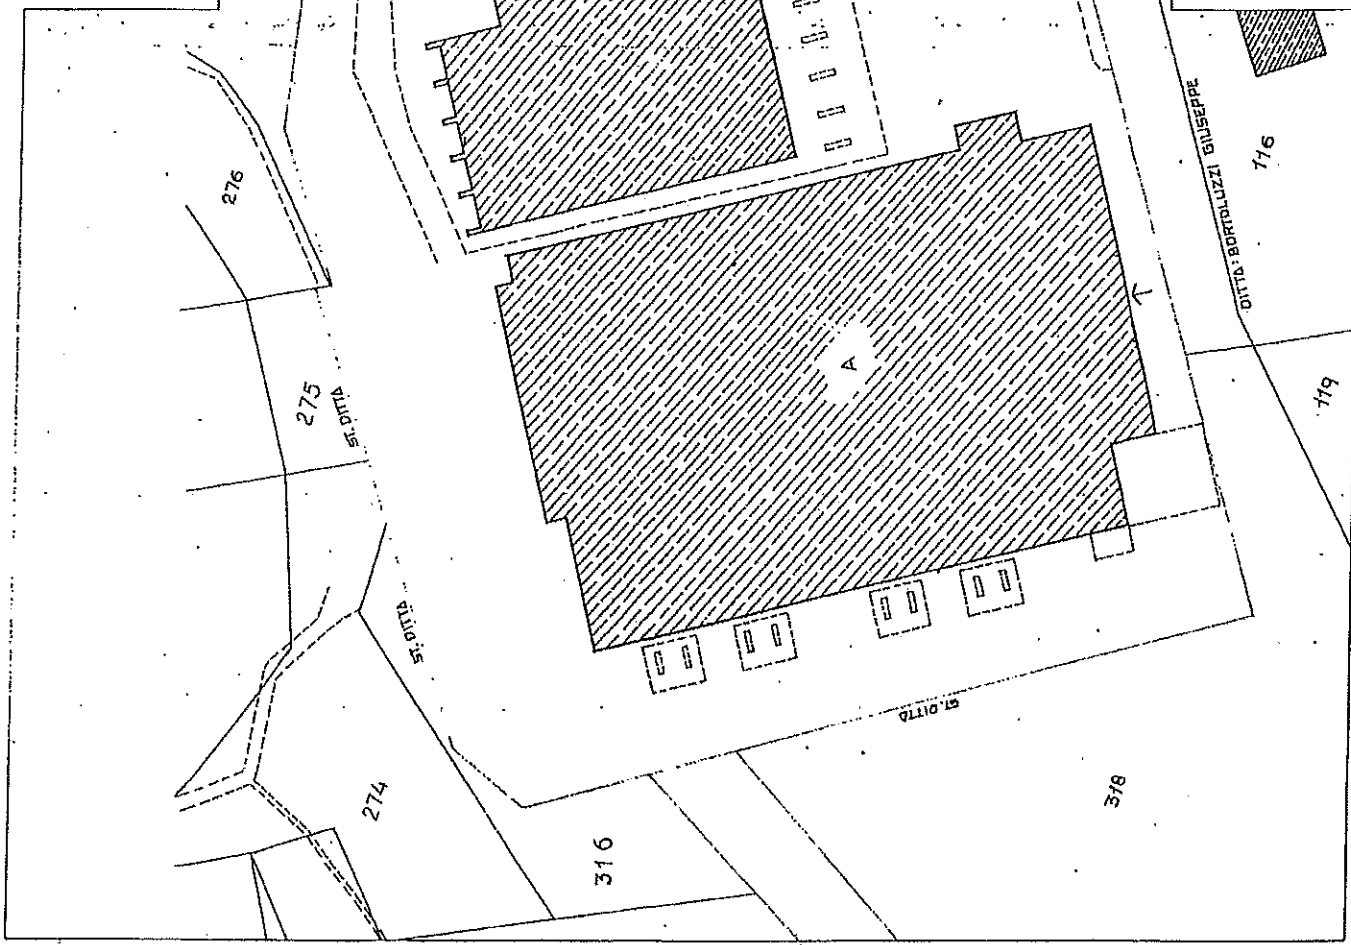 276
116
DITTA: BORTOLUZZI GIUSEPPE
275
ST. DITTA
A
119
ST. DITTA
ST. DITTA
274
318
316